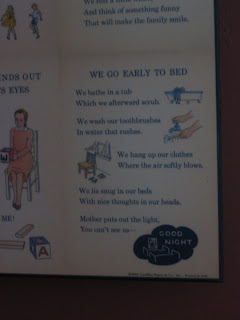 And think of something funny
That will make the family smile.
NDS OUT
S EYES
WE GO EARLY TO BED
We bathe in a tub
Which we afterward scrub.
We wash our toothbrushes
In water that rushes.
We hang up our clothes
Where the air softly blows.
We lie snug in our beds
With nice thoughts in our heads.
Mother puts out the light,
You can't see us—
GOOD
NIGHT
ME!
A